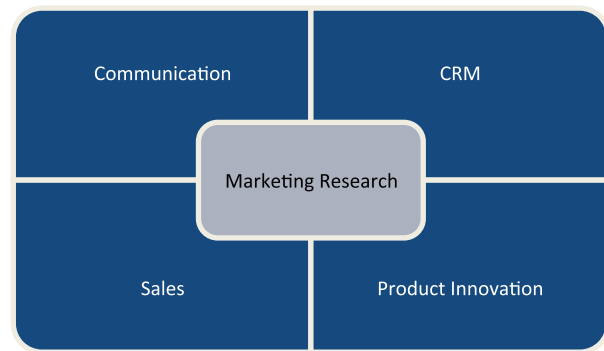 Communication
CRM
Marketing Research
Sales
Product Innovation